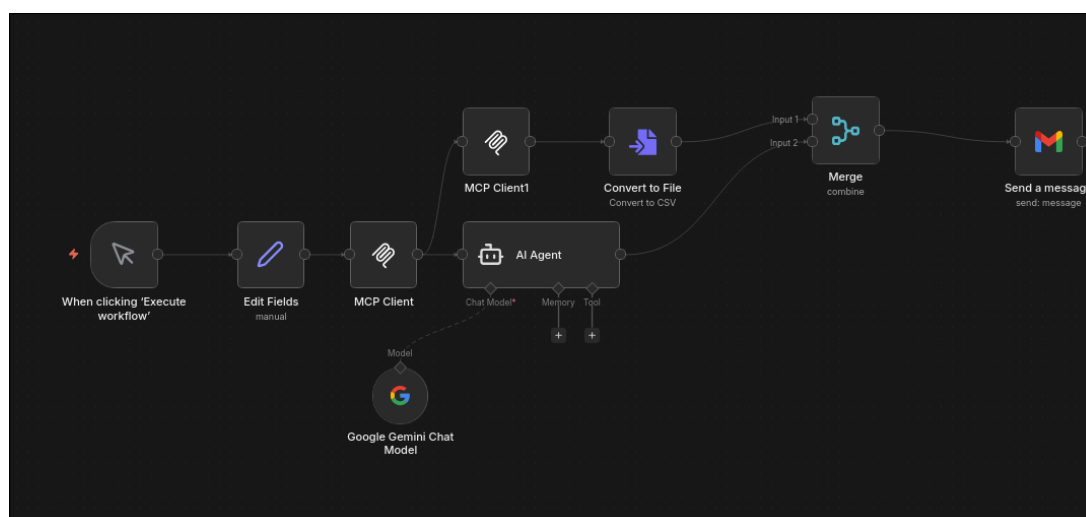 MCP Client1
Convert to File
Convert to CSV
Input 1
Input 2
Merge
combine
Send a messag
send: message
When clicking ‘Execute
workflow’
Edit Fields
manual
MCP Client
AI Agent
Chat Model*
Memory
Tool
Model
Google Gemini Chat
Model